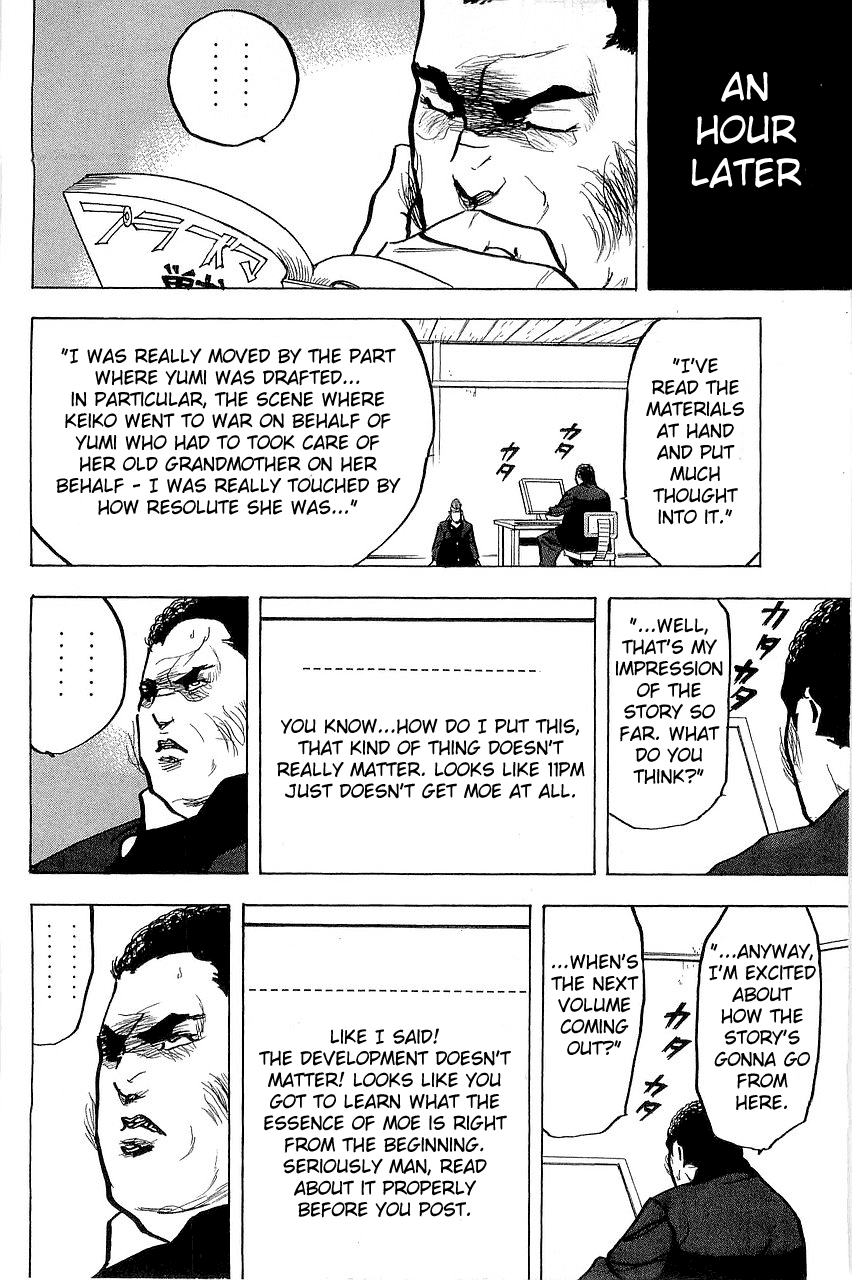 AN
HOUR
LATER
"I'VE
READ THE
MATERIALS
AT HAND
AND PUT
MUCH
THOUGHT
INTO IT."
カタ
カタ
"I WAS REALLY MOVED BY THE PART
WHERE YUMI WAS DRAFTED...
IN PARTICULAR, THE SCENE WHERE
KEIKO WENT TO WAR ON BEHALF OF
YUMI WHO HAD TO TOOK CARE OF
HER OLD GRANDMOTHER ON HER
BEHALF - I WAS REALLY TOUCHED BY
HOW RESOLUTE SHE WAS..."
カタ
カタ
"...WELL,
THAT'S MY
IMPRESSION
OF THE
STORY SO
FAR. WHAT
DO YOU
THINK?"
YOU KNOW...HOW DO I PUT THIS,
THAT KIND OF THING DOESN'T
REALLY MATTER. LOOKS LIKE 11PM
JUST DOESN'T GET MOE AT ALL.
"...ANYWAY,
I'M EXCITED
ABOUT
HOW THE
STORY'S
GONNA GO
FROM
HERE.
カタ
カタ
...WHEN'S
THE NEXT
VOLUME
COMING
OUT?"
LIKE I SAID!
THE DEVELOPMENT DOESN'T
MATTER! LOOKS LIKE YOU
GOT TO LEARN WHAT THE
ESSENCE OF MOE IS RIGHT
FROM THE BEGINNING.
SERIOUSLY MAN, READ
ABOUT IT PROPERLY
BEFORE YOU POST.